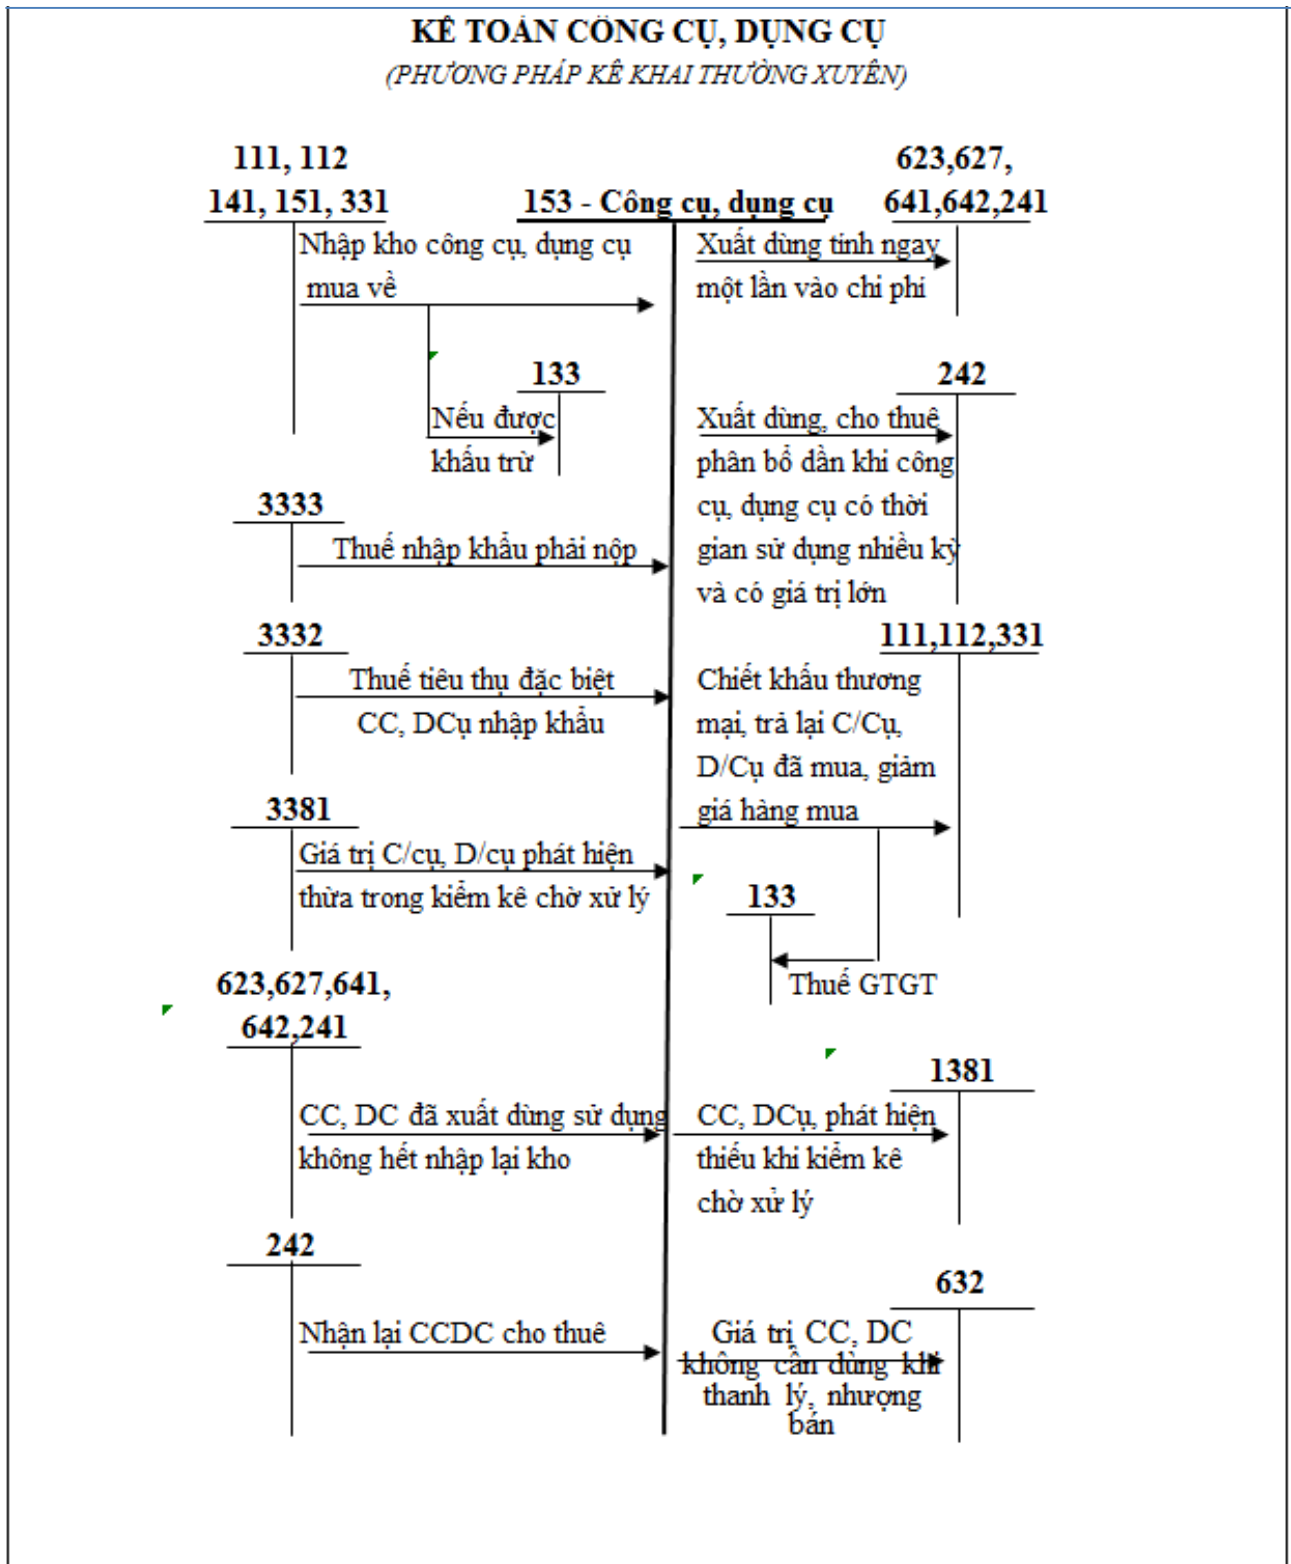 KẾ TOÁN CÔNG CỤ, DỤNG CỤ
(PHƯƠNG PHÁP KÊ KHAI THƯỜNG XUYÊN)
111, 112
141, 151, 331
153 - Công cụ, dụng cụ
623,627,
641,642,241
Nhập kho công cụ, dụng cụ
mua về
Xuất dùng tính ngay
một lần vào chi phí
133
Nếu được
khấu trừ
242
Xuất dùng, cho thuê
phân bổ dần khi công
cụ, dụng cụ có thời
gian sử dụng nhiều kỳ
và có giá trị lớn
3333
Thuế nhập khẩu phải nộp
3332
Thuế tiêu thụ đặc biệt
CC, DCụ nhập khẩu
111,112,331
Chiết khấu thương
mại, trả lại C/Cụ,
D/Cụ đã mua, giảm
giá hàng mua
3381
Giá trị C/cụ, D/cụ phát hiện
thừa trong kiểm kê chờ xử lý
133
Thuế GTGT
623,627,641,
642,241
CC, DC đã xuất dùng sử dụng
không hết nhập lại kho
1381
CC, DCụ, phát hiện
thiếu khi kiểm kê
chờ xử lý
242
Nhận lại CCDC cho thuê
632
Giá trị CC, DC
không cần dùng khi
thanh lý, nhượng
bán